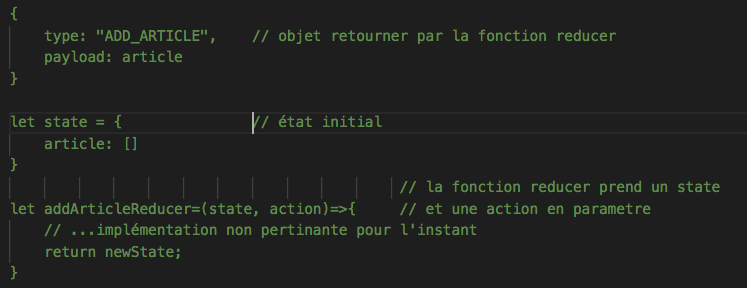 {
    type: "ADD_ARTICLE",    // objet retourner par la fonction reducer
    payload: article
}
let state = {               // état initial
    article: []
}
                                             // la fonction reducer prend un state
let addArticleReducer=(state, action)=>{     // et une action en parametre
    // ...implémentation non pertinante pour l'instant
    return newState;
}